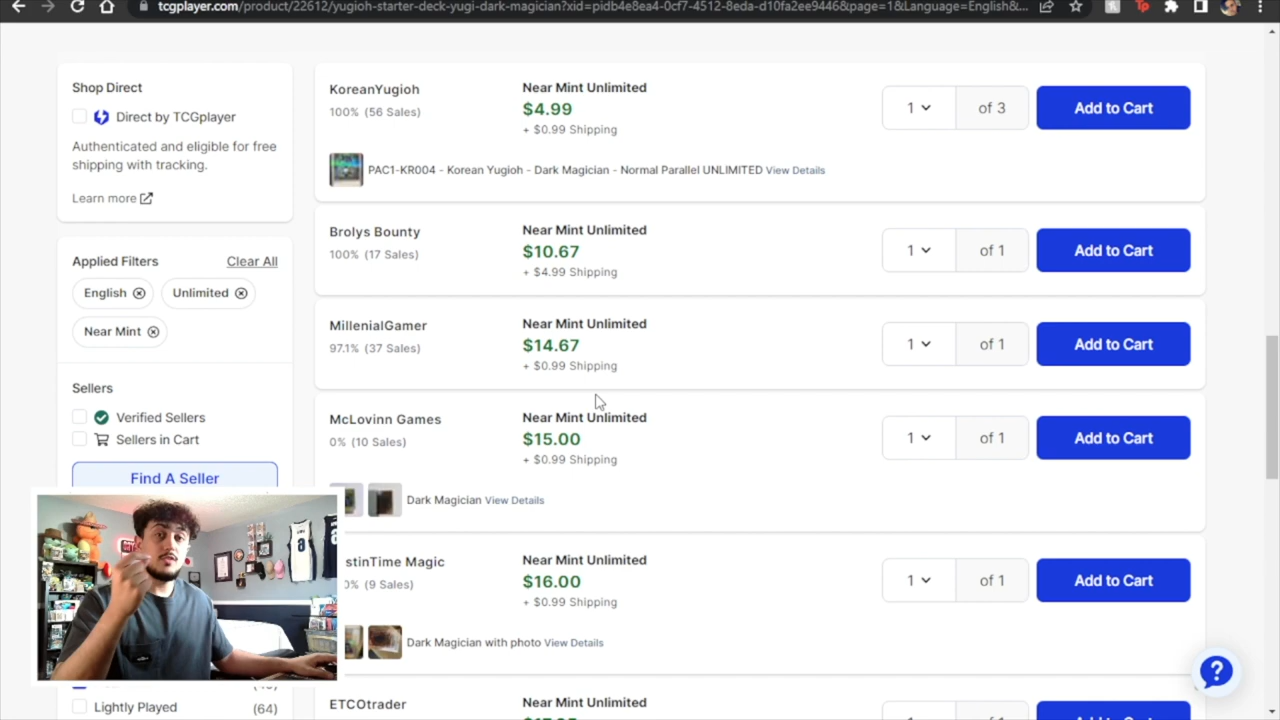 tcgplayer.com/product/22612/yugioh-starter-deck-yugi-dark-magician?xid=pidb4e8ea4-0cf7-4512-8eda-d10fa2ee9446&page=1&Language=English&...
Shop Direct
Direct by TCGplayer
Authenticated and eligible for free
shipping with tracking.
Learn more
Applied Filters Clear All
English Unlimited
Near Mint
Sellers
Verified Sellers
Sellers in Cart
Find A Seller
Lightly Played (64)
KoreanYugioh
100% (56 Sales)
Near Mint Unlimited
$4.99
+ $0.99 Shipping
1 of 3 Add to Cart
PAC1-KR004 - Korean Yugioh - Dark Magician - Normal Parallel UNLIMITED View Details
Brolys Bounty
100% (17 Sales)
Near Mint Unlimited
$10.67
+ $4.99 Shipping
1 of 1 Add to Cart
MillenialGamer
97.1% (37 Sales)
Near Mint Unlimited
$14.67
+ $0.99 Shipping
1 of 1 Add to Cart
McLovinn Games
0% (10 Sales)
Near Mint Unlimited
$15.00
+ $0.99 Shipping
1 of 1 Add to Cart
Dark Magician View Details
stinTime Magic
0% (9 Sales)
Near Mint Unlimited
$16.00
+ $0.99 Shipping
1 of 1 Add to Cart
Dark Magician with photo View Details
ETCOtrader
Near Mint Unlimited